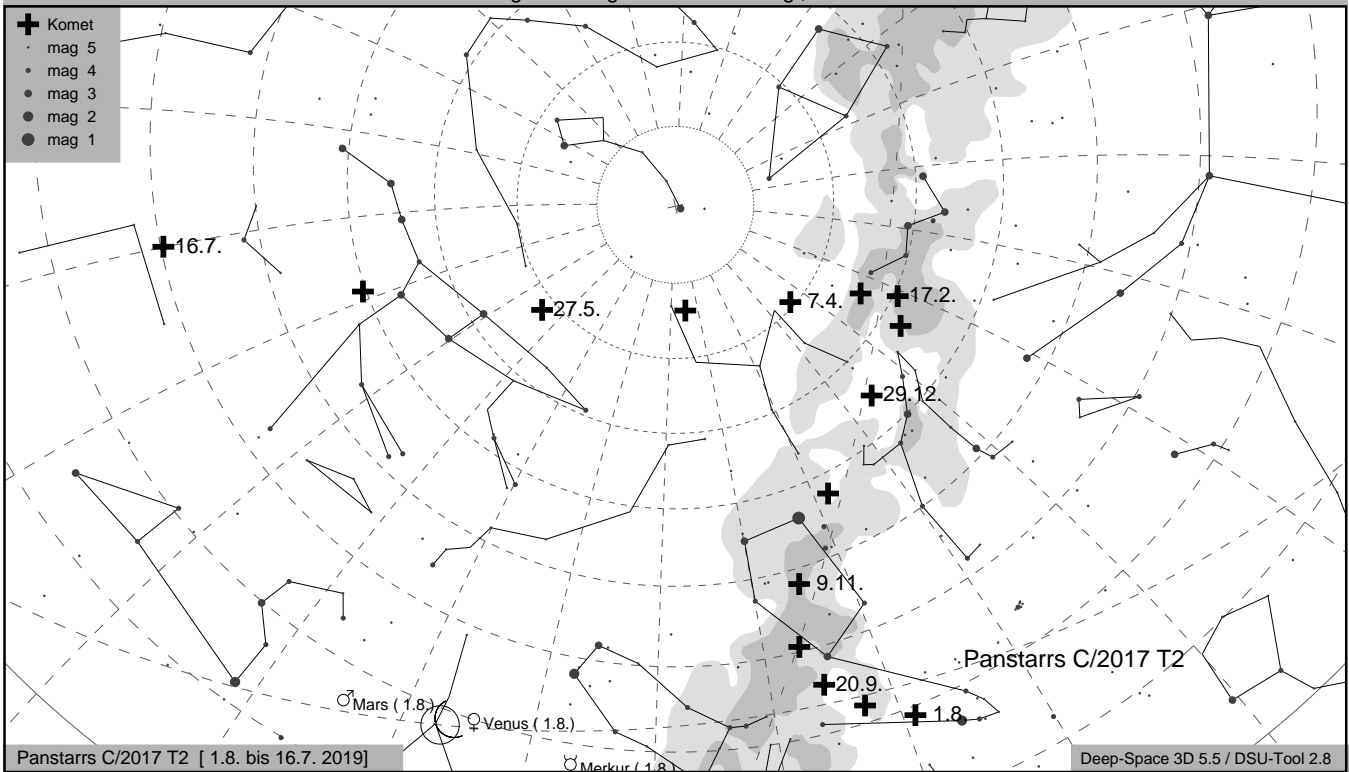 Komet
mag 5
mag 4
mag 3
mag 2
mag 1
16.7.
27.5.
7.4.
17.2.
29.12.
9.11.
Panstarrs C/2017 T2
20.9.
1.8.
♂ Mars ( 1.8.)
♀ Venus ( 1.8.)
☿ Merkur ( 1.8.)
Panstarrs C/2017 T2 [ 1.8. bis 16.7. 2019]
Deep-Space 3D 5.5 / DSU-Tool 2.8